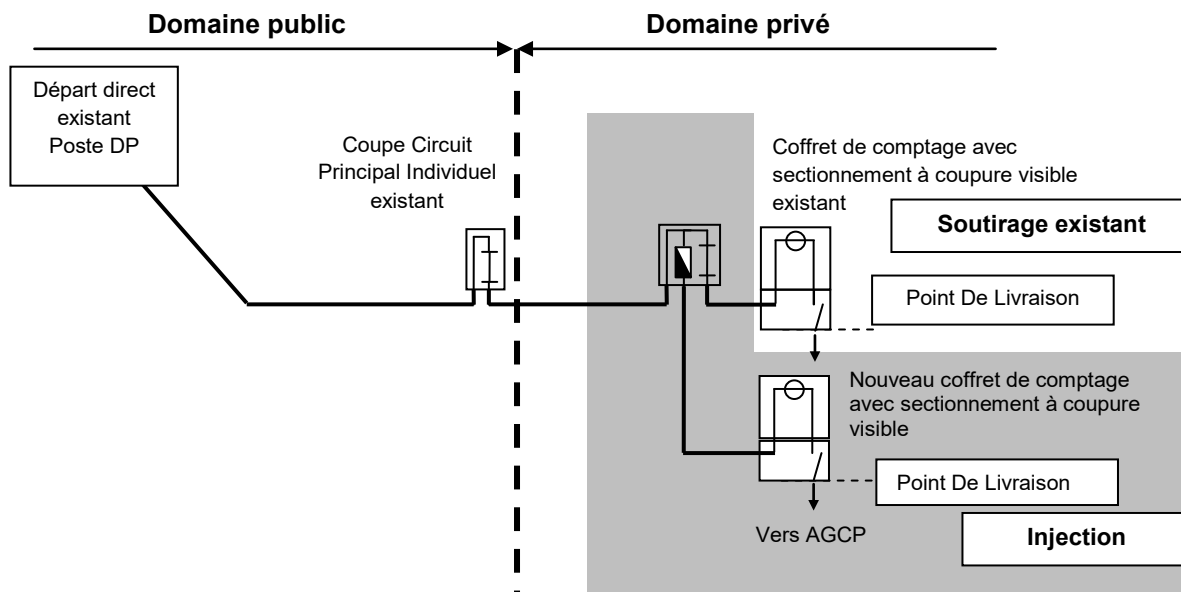 Domaine public
Domaine privé
Départ direct
existant
Poste DP
Coupe Circuit
Principal Individuel
existant
Coffret de comptage avec
sectionnement à coupure visible
existant
Soutirage existant
Point De Livraison
Nouveau coffret de comptage
avec sectionnement à coupure
visible
Point De Livraison
Vers AGCP
Injection